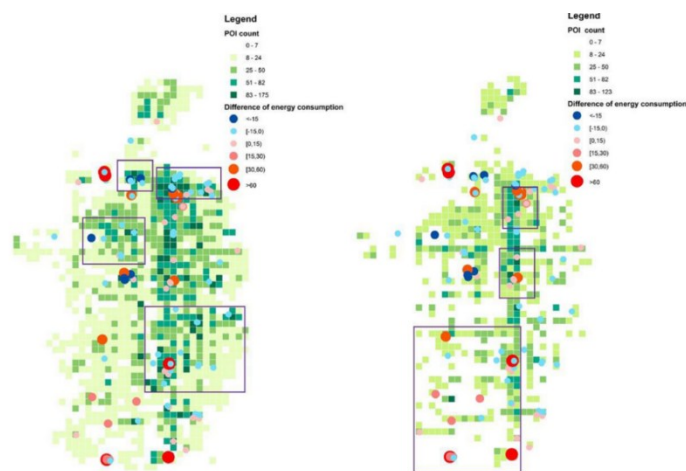 Legend
POI count
0 - 7
8 - 24
25 - 50
51 - 82
83 - 175
Difference of energy consumption
<-15
[-15,0)
[0,15)
[15,30)
[30,60)
>60
Legend
POI count
0 - 7
8 - 24
25 - 50
51 - 82
83 - 123
Difference of energy consumption
<-15
[-15,0)
[0,15)
[15,30)
[30,60)
>60